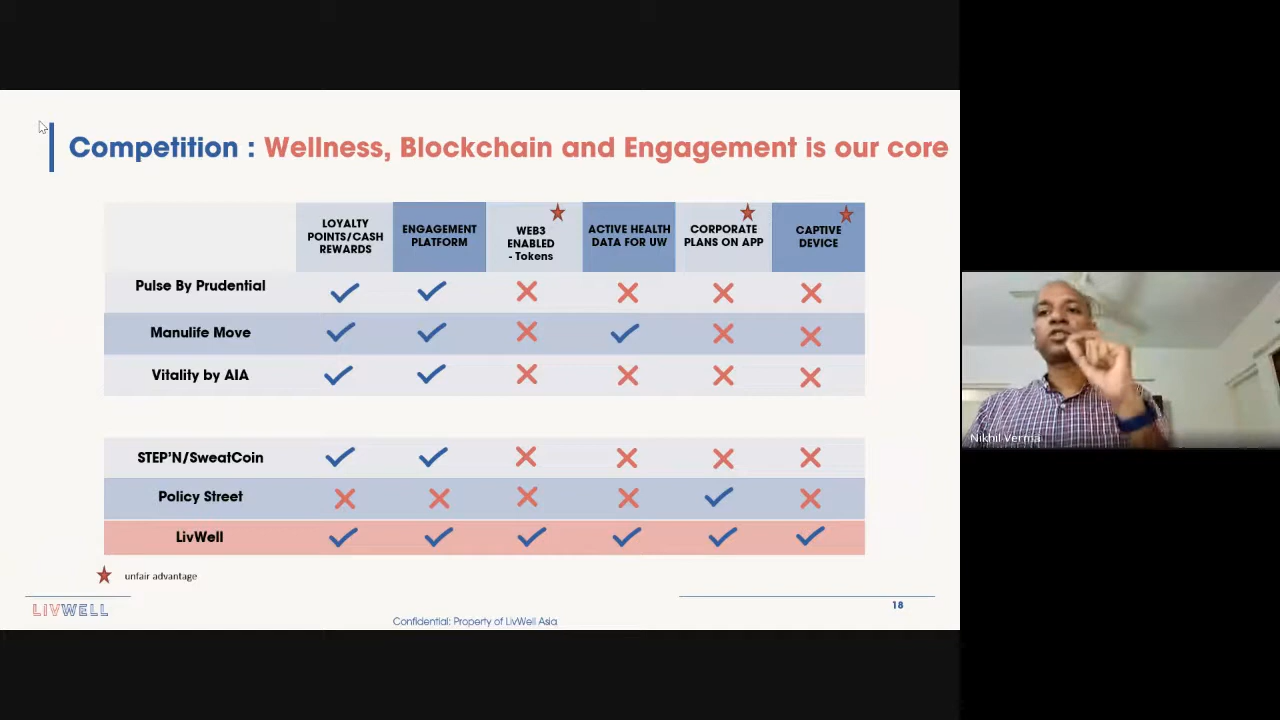 Competition : Wellness, Blockchain and Engagement is our core
LOYALTY
POINTS/CASH
REWARDS
ENGAGEMENT
PLATFORM
WEB3
ENABLED
- Tokens
ACTIVE HEALTH
DATA FOR UW
CORPORATE
PLANS ON APP
CAPTIVE
DEVICE
Pulse By Prudential
Manulife Move
Vitality by AIA
STEP'N/SweatCoin
Policy Street
LivWell
unfair advantage
LIVWELL
18
Confidential: Property of LivWell Asia
Nikhil Verma